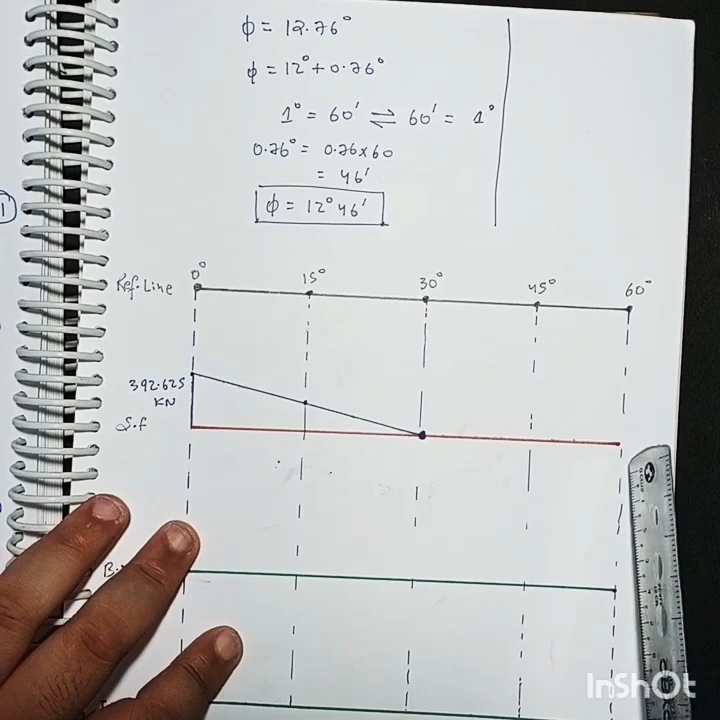 ϕ = 12.76°
ϕ = 12° + 0.76°
1° = 60' ⇌ 60' = 1°
0.76° = 0.76×60
= 46'
ϕ = 12° 46'
Ref. Line 0° 15° 30° 45° 60°
392.625
KN
S.F
B.
InShOt